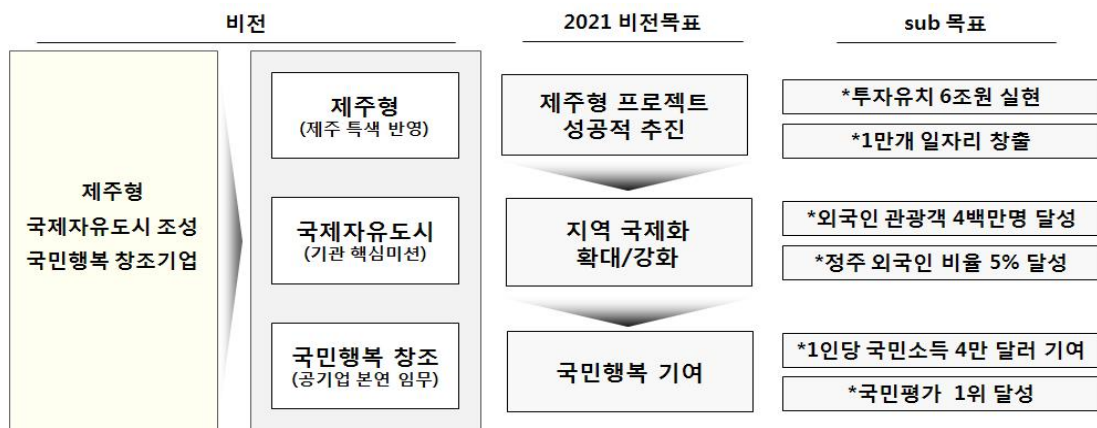 비전
2021 비전목표
sub 목표
제주형
국제자유도시 조성
국민행복 창조기업
제주형
(제주 특색 반영)
제주형 프로젝트
성공적 추진
*투자유치 6조원 실현
*1만개 일자리 창출
국제자유도시
(기관 핵심미션)
지역 국제화
확대/강화
*외국인 관광객 4백만명 달성
*정주 외국인 비율 5% 달성
국민행복 창조
(공기업 본연 임무)
국민행복 기여
*1인당 국민소득 4만 달러 기여
*국민평가 1위 달성